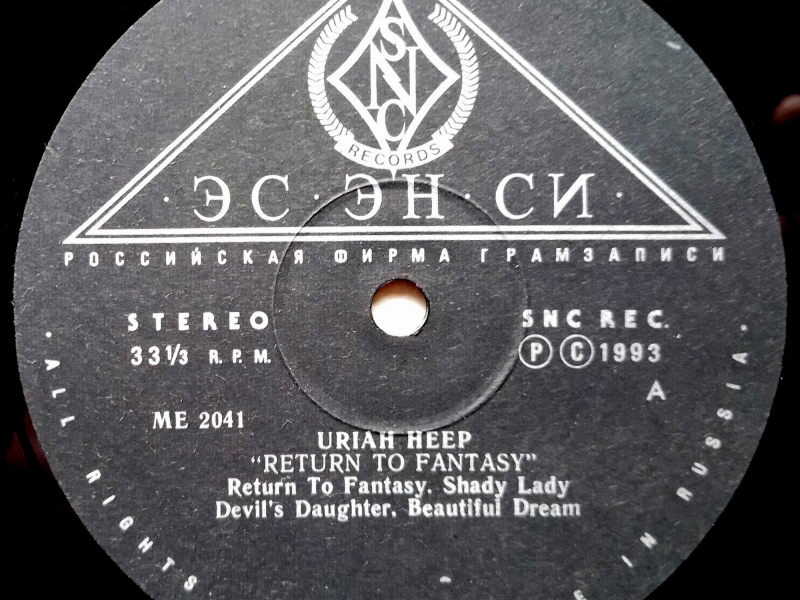 SNC
RECORDS
·ЭС·ЭН·СИ·
РОССИЙСКАЯ ФИРМА ГРАМЗАПИСИ
STEREO
33 1/3 R. P. M.
SNC REC.
Ⓟ Ⓒ 1993
A
ME 2041
URIAH HEEP
"RETURN TO FANTASY"
Return To Fantasy. Shady Lady
Devil's Daughter. Beautiful Dream
· ALL RIGHTS
IN RUSSIA ·